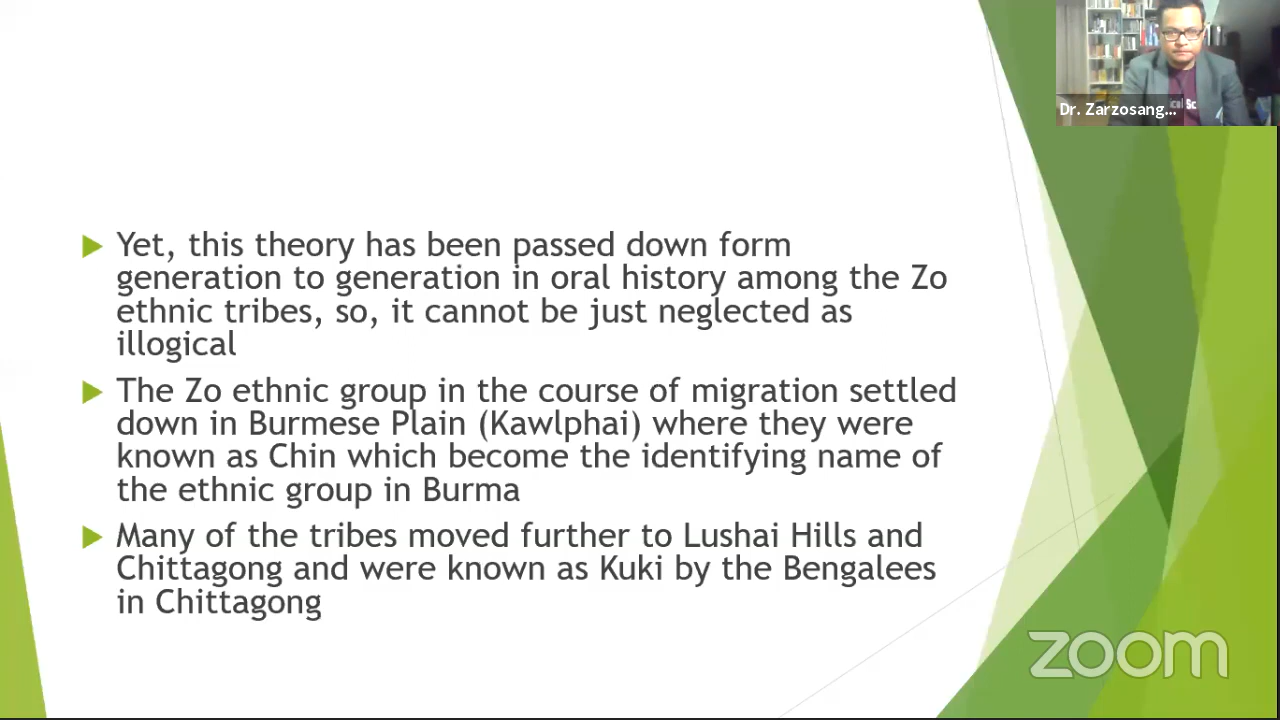 Dr. Zarzosang...
Yet, this theory has been passed down form
generation to generation in oral history among the Zo
ethnic tribes, so, it cannot be just neglected as
illogical
The Zo ethnic group in the course of migration settled
down in Burmese Plain (Kawlphai) where they were
known as Chin which become the identifying name of
the ethnic group in Burma
Many of the tribes moved further to Lushai Hills and
Chittagong and were known as Kuki by the Bengalees
in Chittagong
zoom